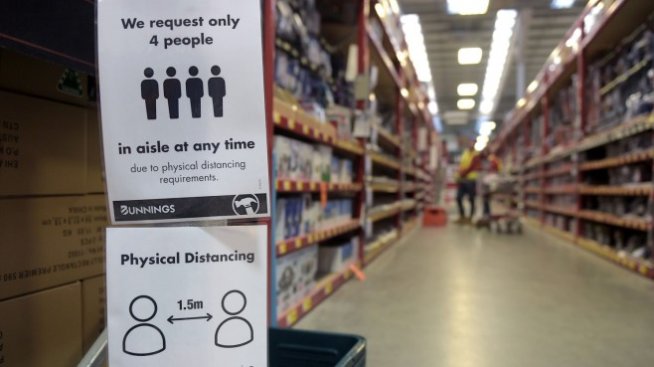 We request only
4 people
in aisle at any time
due to physical distancing
requirements.
BUNNINGS
Physical Distancing
1.5m